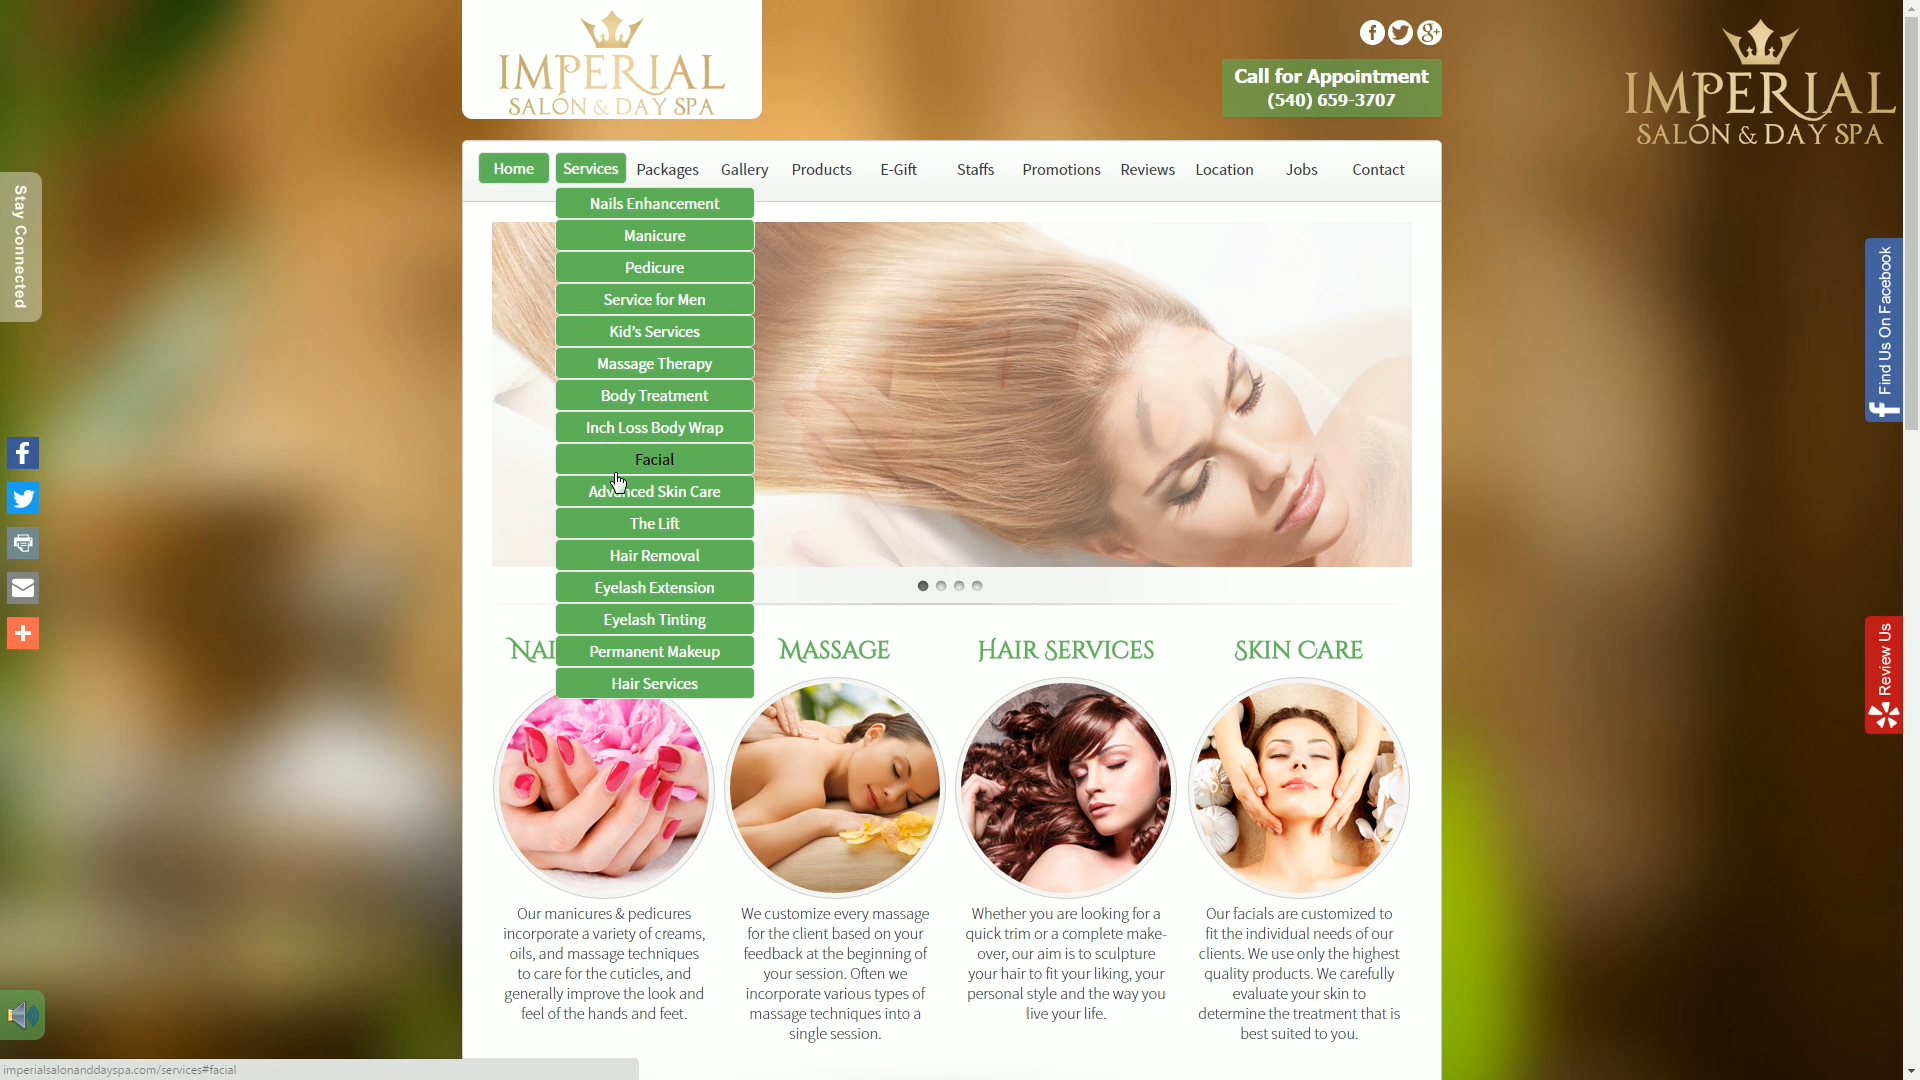 IMPERIAL
SALON & DAY SPA
Call for Appointment
(540) 659-3707
IMPERIAL
SALON & DAY SPA
Home
Services
Packages
Gallery
Products
E-Gift
Staffs
Promotions
Reviews
Location
Jobs
Contact
Nails Enhancement
Manicure
Pedicure
Service for Men
Kid's Services
Massage Therapy
Body Treatment
Inch Loss Body Wrap
Facial
Advanced Skin Care
The Lift
Hair Removal
Eyelash Extension
Eyelash Tinting
Permanent Makeup
Hair Services
Stay Connected
Find Us On Facebook
Review Us
NAI
MASSAGE
HAIR SERVICES
SKIN CARE
Our manicures & pedicures
incorporate a variety of creams,
oils, and massage techniques
to care for the cuticles, and
generally improve the look and
feel of the hands and feet.
We customize every massage
for the client based on your
feedback at the beginning of
your session. Often we
incorporate various types of
massage techniques into a
single session.
Whether you are looking for a
quick trim or a complete make-
over, our aim is to sculpture
your hair to fit your liking, your
personal style and the way you
live your life.
Our facials are customized to
fit the individual needs of our
clients. We use only the highest
quality products. We carefully
evaluate your skin to
determine the treatment that is
best suited to you.
imperialsalonanddayspa.com/services#facial